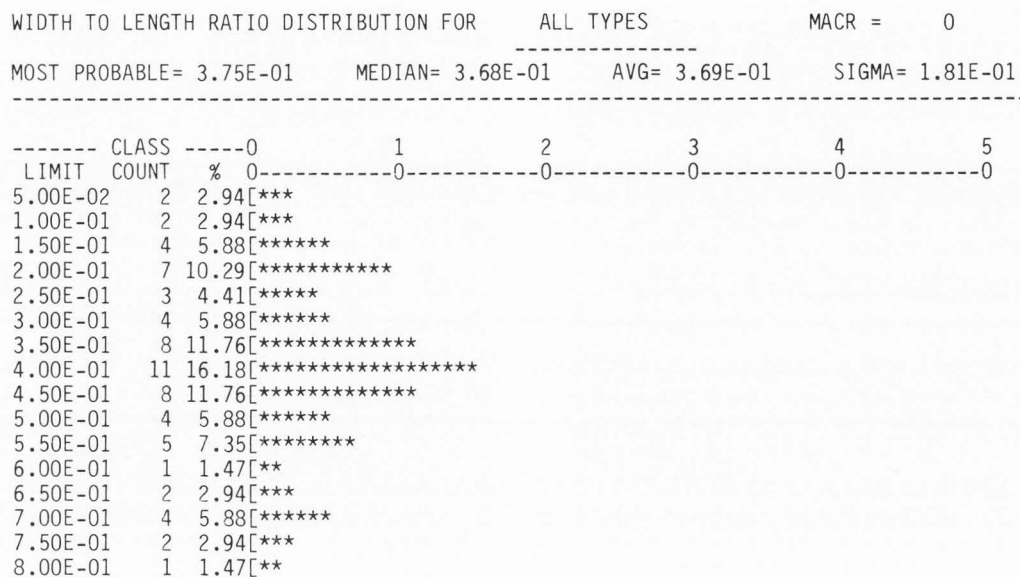 WIDTH TO LENGTH RATIO DISTRIBUTION FOR ALL TYPES MACR = 0
---------------
MOST PROBABLE= 3.75E-01 MEDIAN= 3.68E-01 AVG= 3.69E-01 SIGMA= 1.81E-01
-------- CLASS -----0 1 2 3 4 5
LIMIT COUNT % 0--------------0--------------0--------------0--------------0--------------0
5.00E-02 2 2.94[***
1.00E-01 2 2.94[***
1.50E-01 4 5.88[******
2.00E-01 7 10.29[***********
2.50E-01 3 4.41[*****
3.00E-01 4 5.88[******
3.50E-01 8 11.76[*************
4.00E-01 11 16.18[******************
4.50E-01 8 11.76[*************
5.00E-01 4 5.88[******
5.50E-01 5 7.35[********
6.00E-01 1 1.47[**
6.50E-01 2 2.94[***
7.00E-01 4 5.88[******
7.50E-01 2 2.94[***
8.00E-01 1 1.47[**